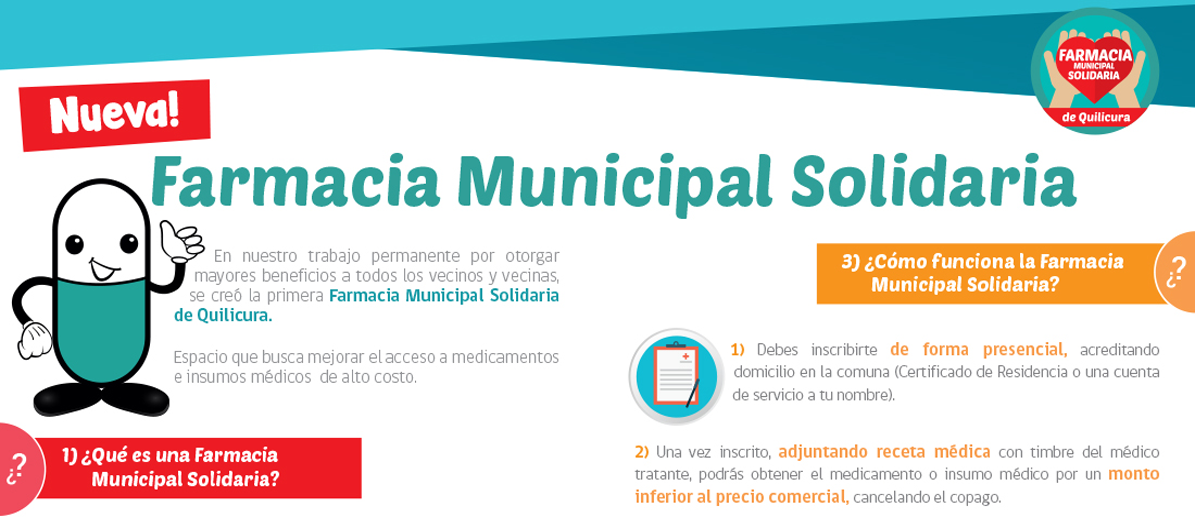 FARMACIA
MUNICIPAL
SOLIDARIA
de Quilicura
Nueva!
Farmacia Municipal Solidaria
En nuestro trabajo permanente por otorgar
mayores beneficios a todos los vecinos y vecinas,
se creó la primera Farmacia Municipal Solidaria
de Quilicura.
Espacio que busca mejorar el acceso a medicamentos
e insumos médicos de alto costo.
¿?
1) ¿Qué es una Farmacia
Municipal Solidaria?
3) ¿Cómo funciona la Farmacia
Municipal Solidaria?
¿?
1) Debes inscribirte de forma presencial, acreditando
domicilio en la comuna (Certificado de Residencia o una cuenta
de servicio a tu nombre).
2) Una vez inscrito, adjuntando receta médica con timbre del médico
tratante, podrás obtener el medicamento o insumo médico por un monto
inferior al precio comercial, cancelando el copago.